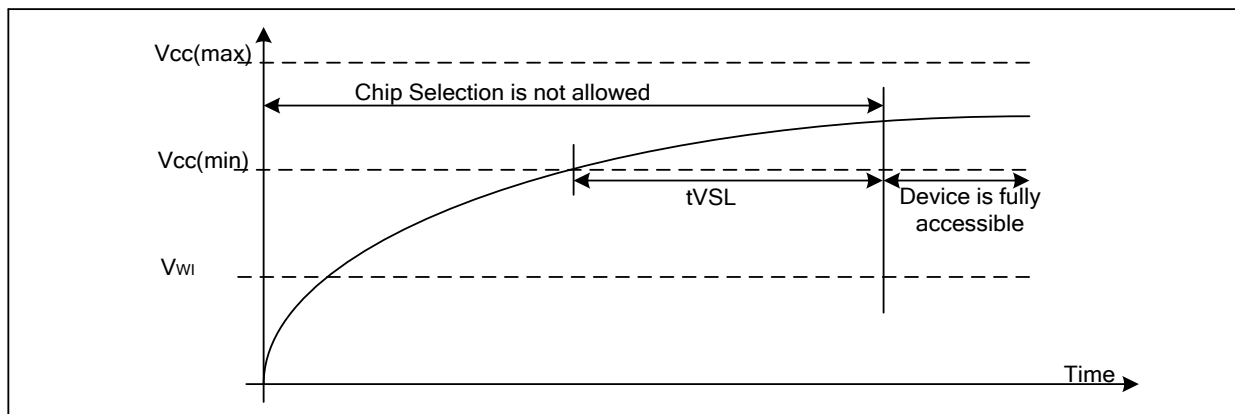 Vcc(max)
Chip Selection is not allowed
Vcc(min)
tVSL
Device is fully
accessible
VWI
Time